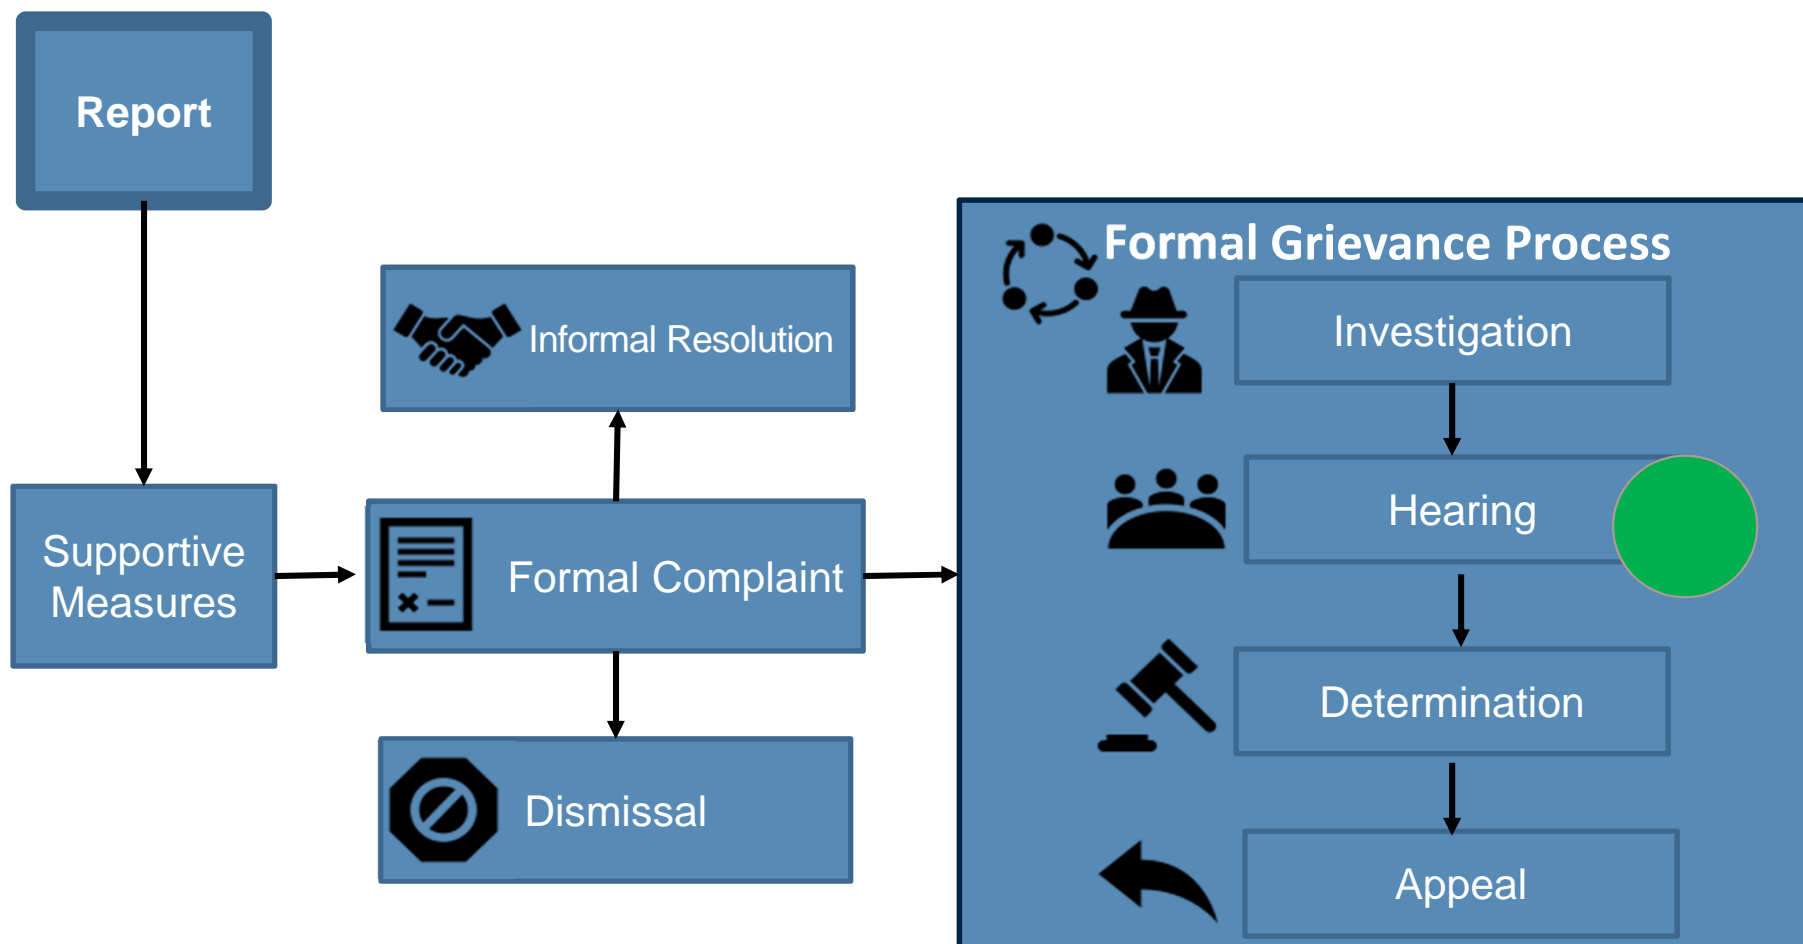 Report
Supportive
Measures
Informal Resolution
Formal Complaint
Dismissal
Formal Grievance Process
Investigation
Hearing
Determination
Appeal